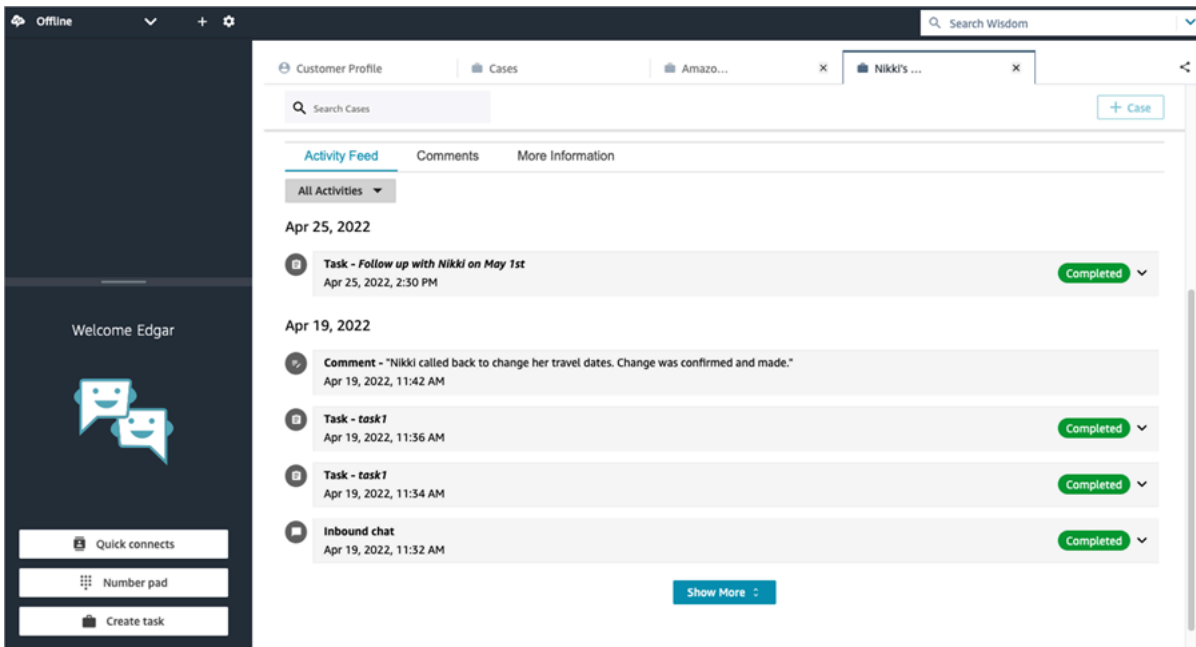 Offline
Search Wisdom
Customer Profile
Cases
Amazo...
Nikki's ...
Search Cases
+ Case
Activity Feed
Comments
More Information
All Activities
Apr 25, 2022
Task - Follow up with Nikki on May 1st
Apr 25, 2022, 2:30 PM
Completed
Apr 19, 2022
Comment - "Nikki called back to change her travel dates. Change was confirmed and made."
Apr 19, 2022, 11:42 AM
Task - task1
Apr 19, 2022, 11:36 AM
Completed
Task - task1
Apr 19, 2022, 11:34 AM
Completed
Inbound chat
Apr 19, 2022, 11:32 AM
Completed
Show More
Welcome Edgar
Quick connects
Number pad
Create task